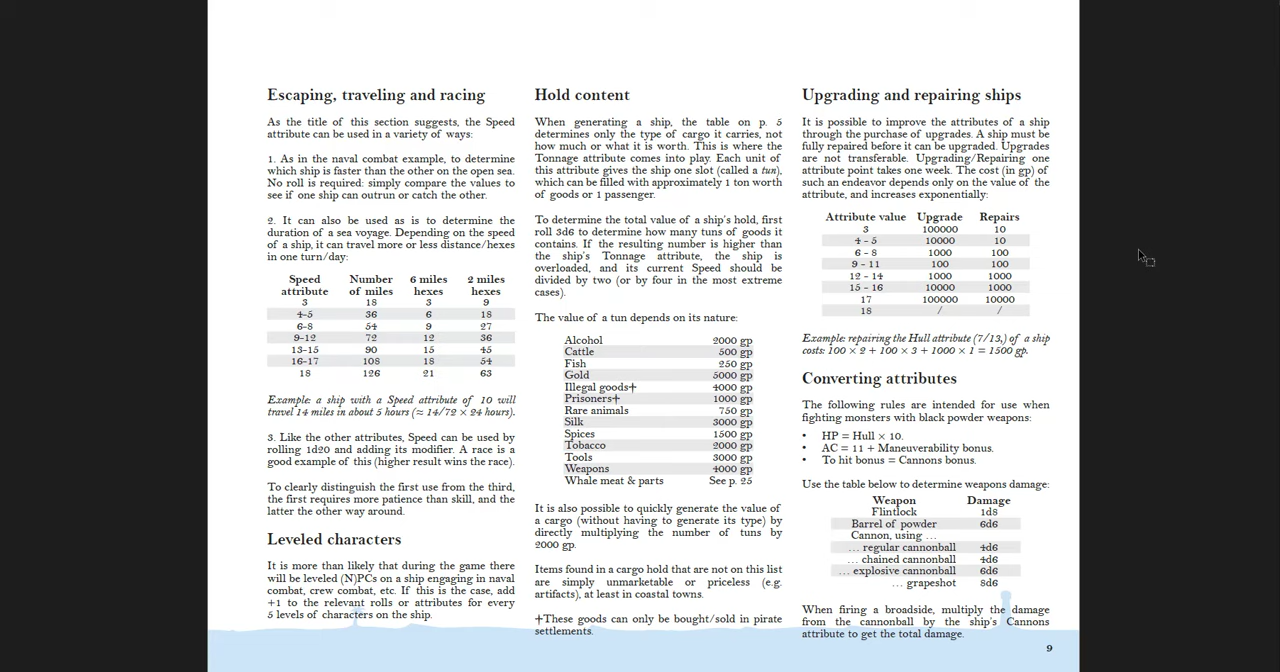 Escaping, traveling and racing
As the title of this section suggests, the Speed
attribute can be used in a variety of ways:
1. As in the naval combat example, to determine
which ship is faster than the other on the open sea.
No roll is required: simply compare the values to
see if one ship can outrun or catch the other.
2. It can also be used as is to determine the
duration of a sea voyage. Depending on the speed
of a ship, it can travel more or less distance/hexes
in one turn/day:
Speed Number 6 miles 2 miles
attribute of miles hexes hexes
3 18 3 9
4-5 36 6 18
6-8 54 9 27
9-12 72 12 36
13-15 90 15 45
16-17 108 18 54
18 126 21 63
Example: a ship with a Speed attribute of 10 will
travel 14 miles in about 5 hours (≈ 14/72 × 24 hours).
3. Like the other attributes, Speed can be used by
rolling 1d20 and adding its modifier. A race is a
good example of this (higher result wins the race).
To clearly distinguish the first use from the third,
the first requires more patience than skill, and the
latter the other way around.
Leveled characters
It is more than likely that during the game there
will be leveled (N)PCs on a ship engaging in naval
combat, crew combat, etc. If this is the case, add
+1 to the relevant rolls or attributes for every
5 levels of characters on the ship.
Hold content
When generating a ship, the table on p. 5
determines only the type of cargo it carries, not
how much or what it is worth. This is where the
Tonnage attribute comes into play. Each unit of
this attribute gives the ship one slot (called a tun),
which can be filled with approximately 1 ton worth
of goods or 1 passenger.
To determine the total value of a ship's hold, first
roll 3d6 to determine how many tuns of goods it
contains. If the resulting number is higher than
the ship's Tonnage attribute, the ship is
overloaded, and its current Speed should be
divided by two (or by four in the most extreme
cases).
The value of a tun depends on its nature:
Alcohol 2000 gp
Cattle 500 gp
Fish 250 gp
Gold 5000 gp
Illegal goods† 4000 gp
Prisoners† 1000 gp
Rare animals 750 gp
Silk 3000 gp
Spices 1500 gp
Tobacco 2000 gp
Tools 3000 gp
Weapons 4000 gp
Whale meat & parts See p. 25
It is also possible to quickly generate the value of
a cargo (without having to generate its type) by
directly multiplying the number of tuns by
2000 gp.
Items found in a cargo hold that are not on this list
are simply unmarketable or priceless (e.g.
artifacts), at least in coastal towns.
†These goods can only be bought/sold in pirate
settlements.
Upgrading and repairing ships
It is possible to improve the attributes of a ship
through the purchase of upgrades. A ship must be
fully repaired before it can be upgraded. Upgrades
are not transferable. Upgrading/Repairing one
attribute point takes one week. The cost (in gp) of
such an endeavor depends only on the value of the
attribute, and increases exponentially:
Attribute value Upgrade Repairs
3 100000 10
4 - 5 10000 10
6 - 8 1000 100
9 - 11 100 100
12 - 14 1000 1000
15 - 16 10000 1000
17 100000 10000
18 / /
Example: repairing the Hull attribute (7/13,) of a ship
costs: 100 × 2 + 100 × 3 + 1000 × 1 = 1500 gp.
Converting attributes
The following rules are intended for use when
fighting monsters with black powder weapons:
• HP = Hull × 10.
• AC = 11 + Maneuverability bonus.
• To hit bonus = Cannons bonus.
Use the table below to determine weapons damage:
Weapon Damage
Flintlock 1d8
Barrel of powder 6d6
Cannon, using ...
... regular cannonball 4d6
... chained cannonball 4d6
... explosive cannonball 6d6
... grapeshot 8d6
When firing a broadside, multiply the damage
from the cannonball by the ship's Cannons
attribute to get the total damage.
9